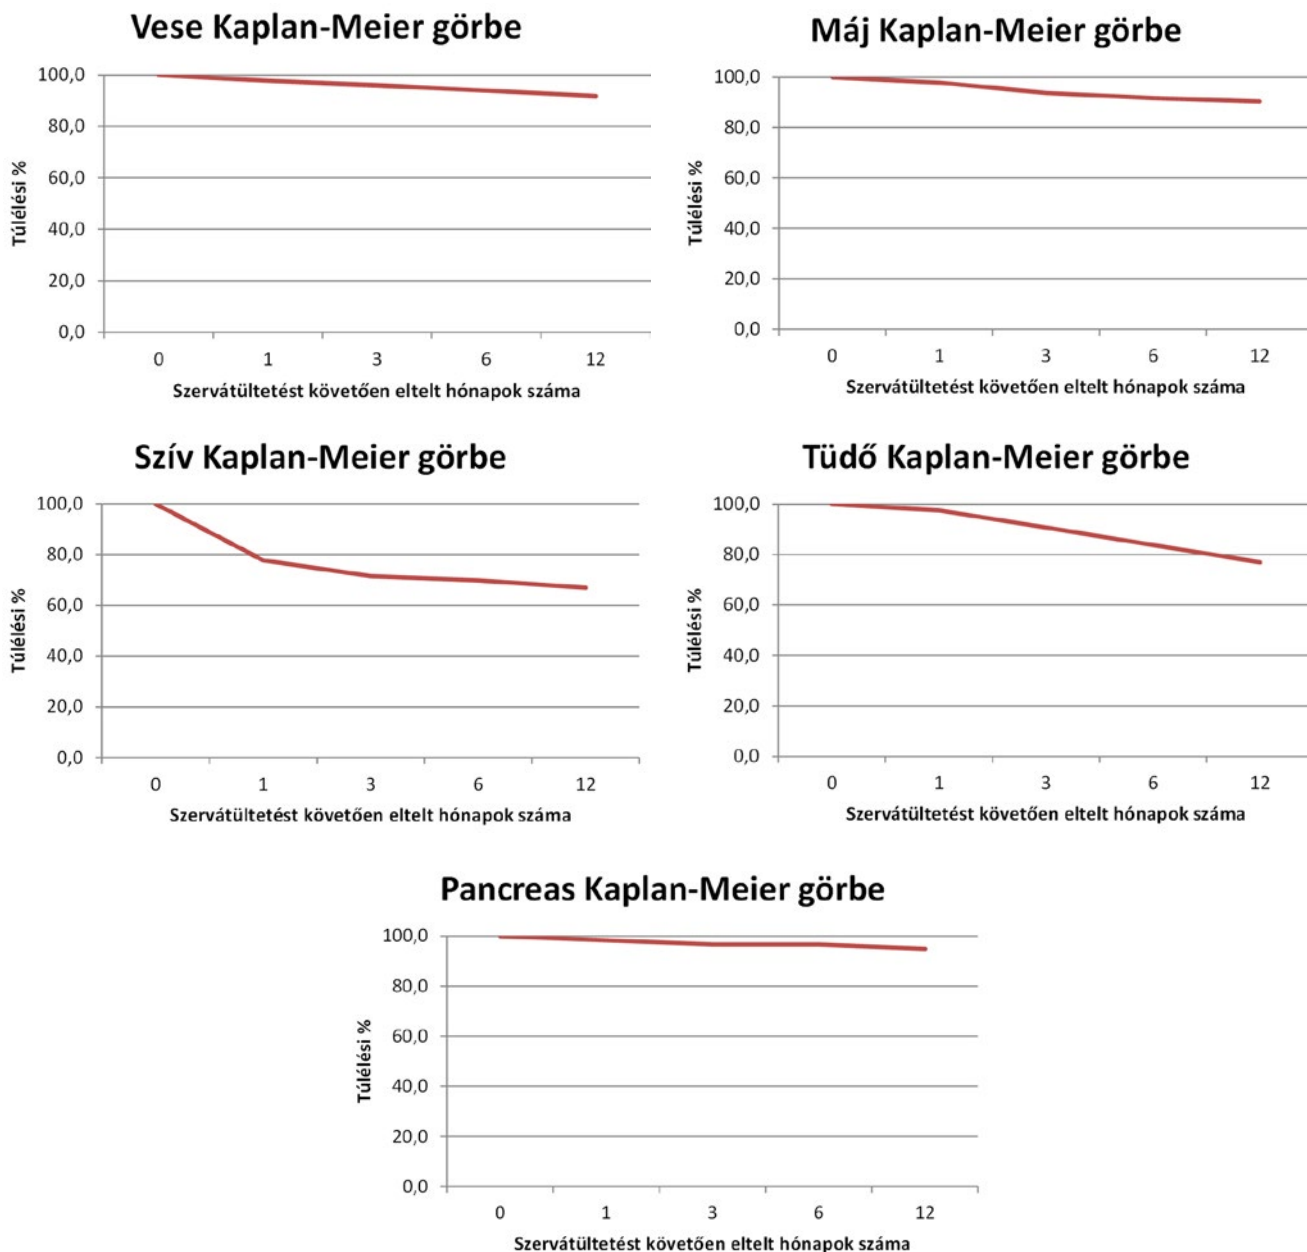 Vese Kaplan-Meier görbe
100,0
80,0
60,0
40,0
20,0
0,0
Túlélési %
0 1 3 6 12
Szervátültetést követően eltelt hónapok száma
Máj Kaplan-Meier görbe
100,0
80,0
60,0
40,0
20,0
0,0
Túlélési %
0 1 3 6 12
Szervátültetést követően eltelt hónapok száma
Szív Kaplan-Meier görbe
100,0
80,0
60,0
40,0
20,0
0,0
Túlélési %
0 1 3 6 12
Szervátültetést követően eltelt hónapok száma
Tüdő Kaplan-Meier görbe
100,0
80,0
60,0
40,0
20,0
0,0
Túlélési %
0 1 3 6 12
Szervátültetést követően eltelt hónapok száma
Pancreas Kaplan-Meier görbe
100,0
80,0
60,0
40,0
20,0
0,0
Túlélési %
0 1 3 6 12
Szervátültetést követően eltelt hónapok száma